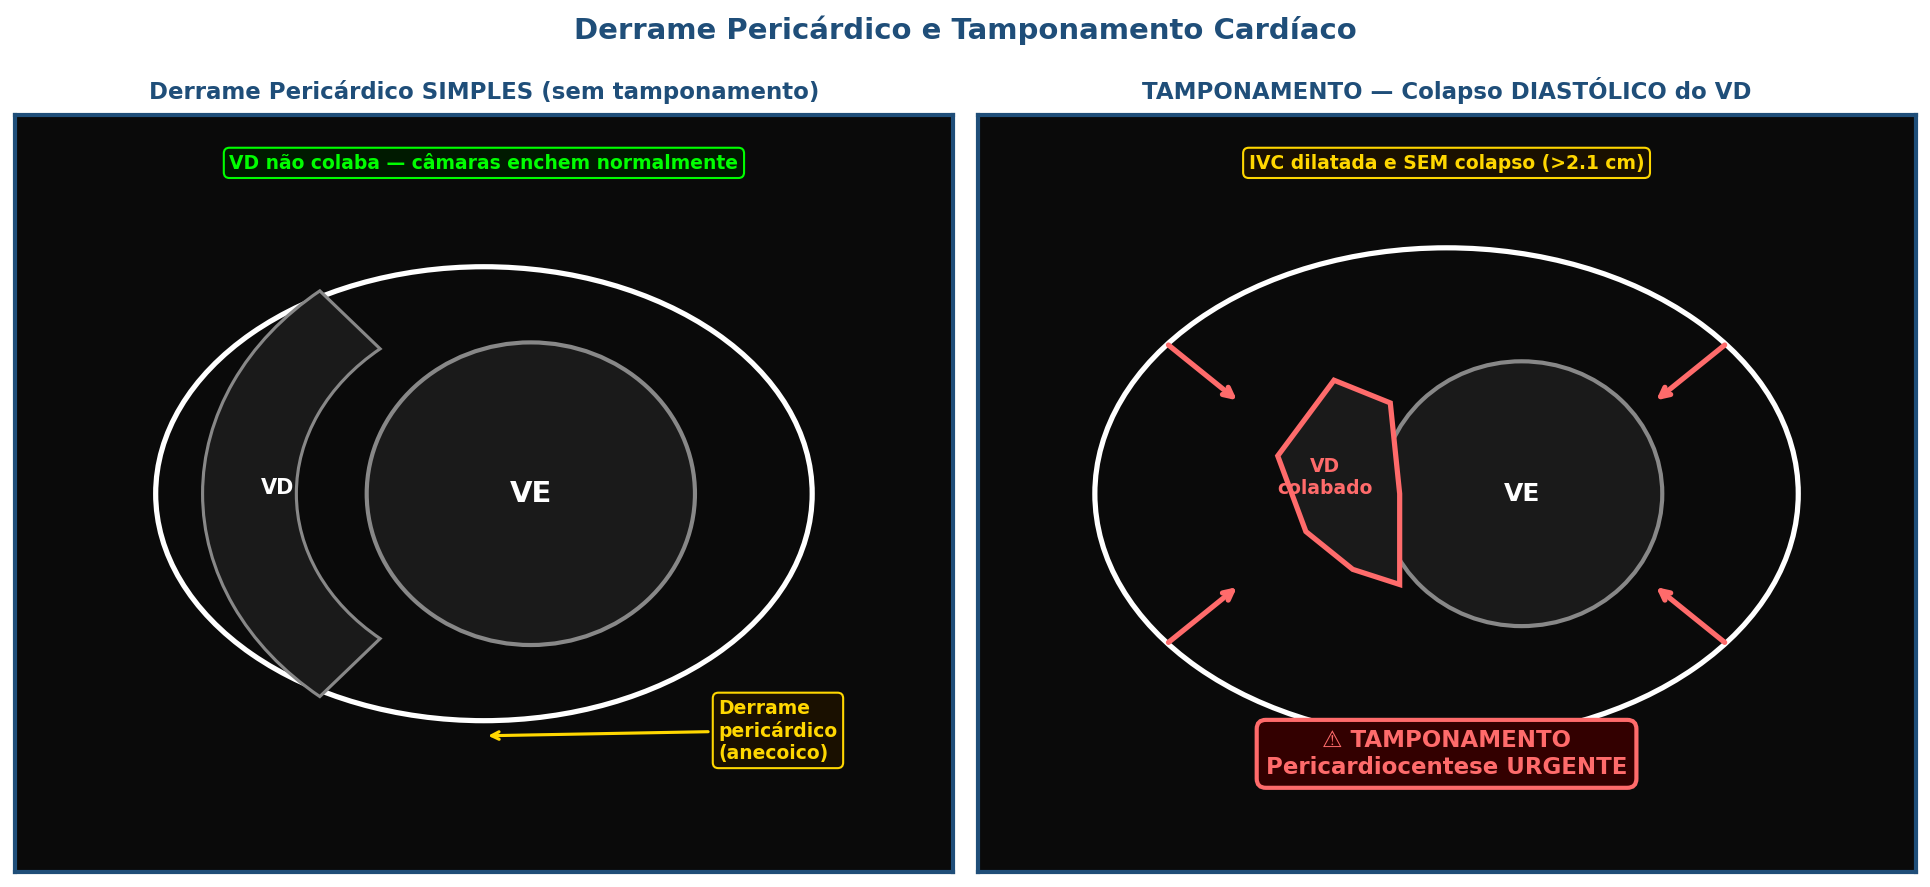 Derrame Pericárdico e Tamponamento Cardíaco
Derrame Pericárdico SIMPLES (sem tamponamento)
VD não colaba — câmaras enchem normalmente
VD
VE
Derrame
pericárdico
(anecoico)
TAMPONAMENTO — Colapso DIASTÓLICO do VD
IVC dilatada e SEM colapso (>2.1 cm)
VD
colabado
VE
⚠ TAMPONAMENTO
Pericardiocentese URGENTE